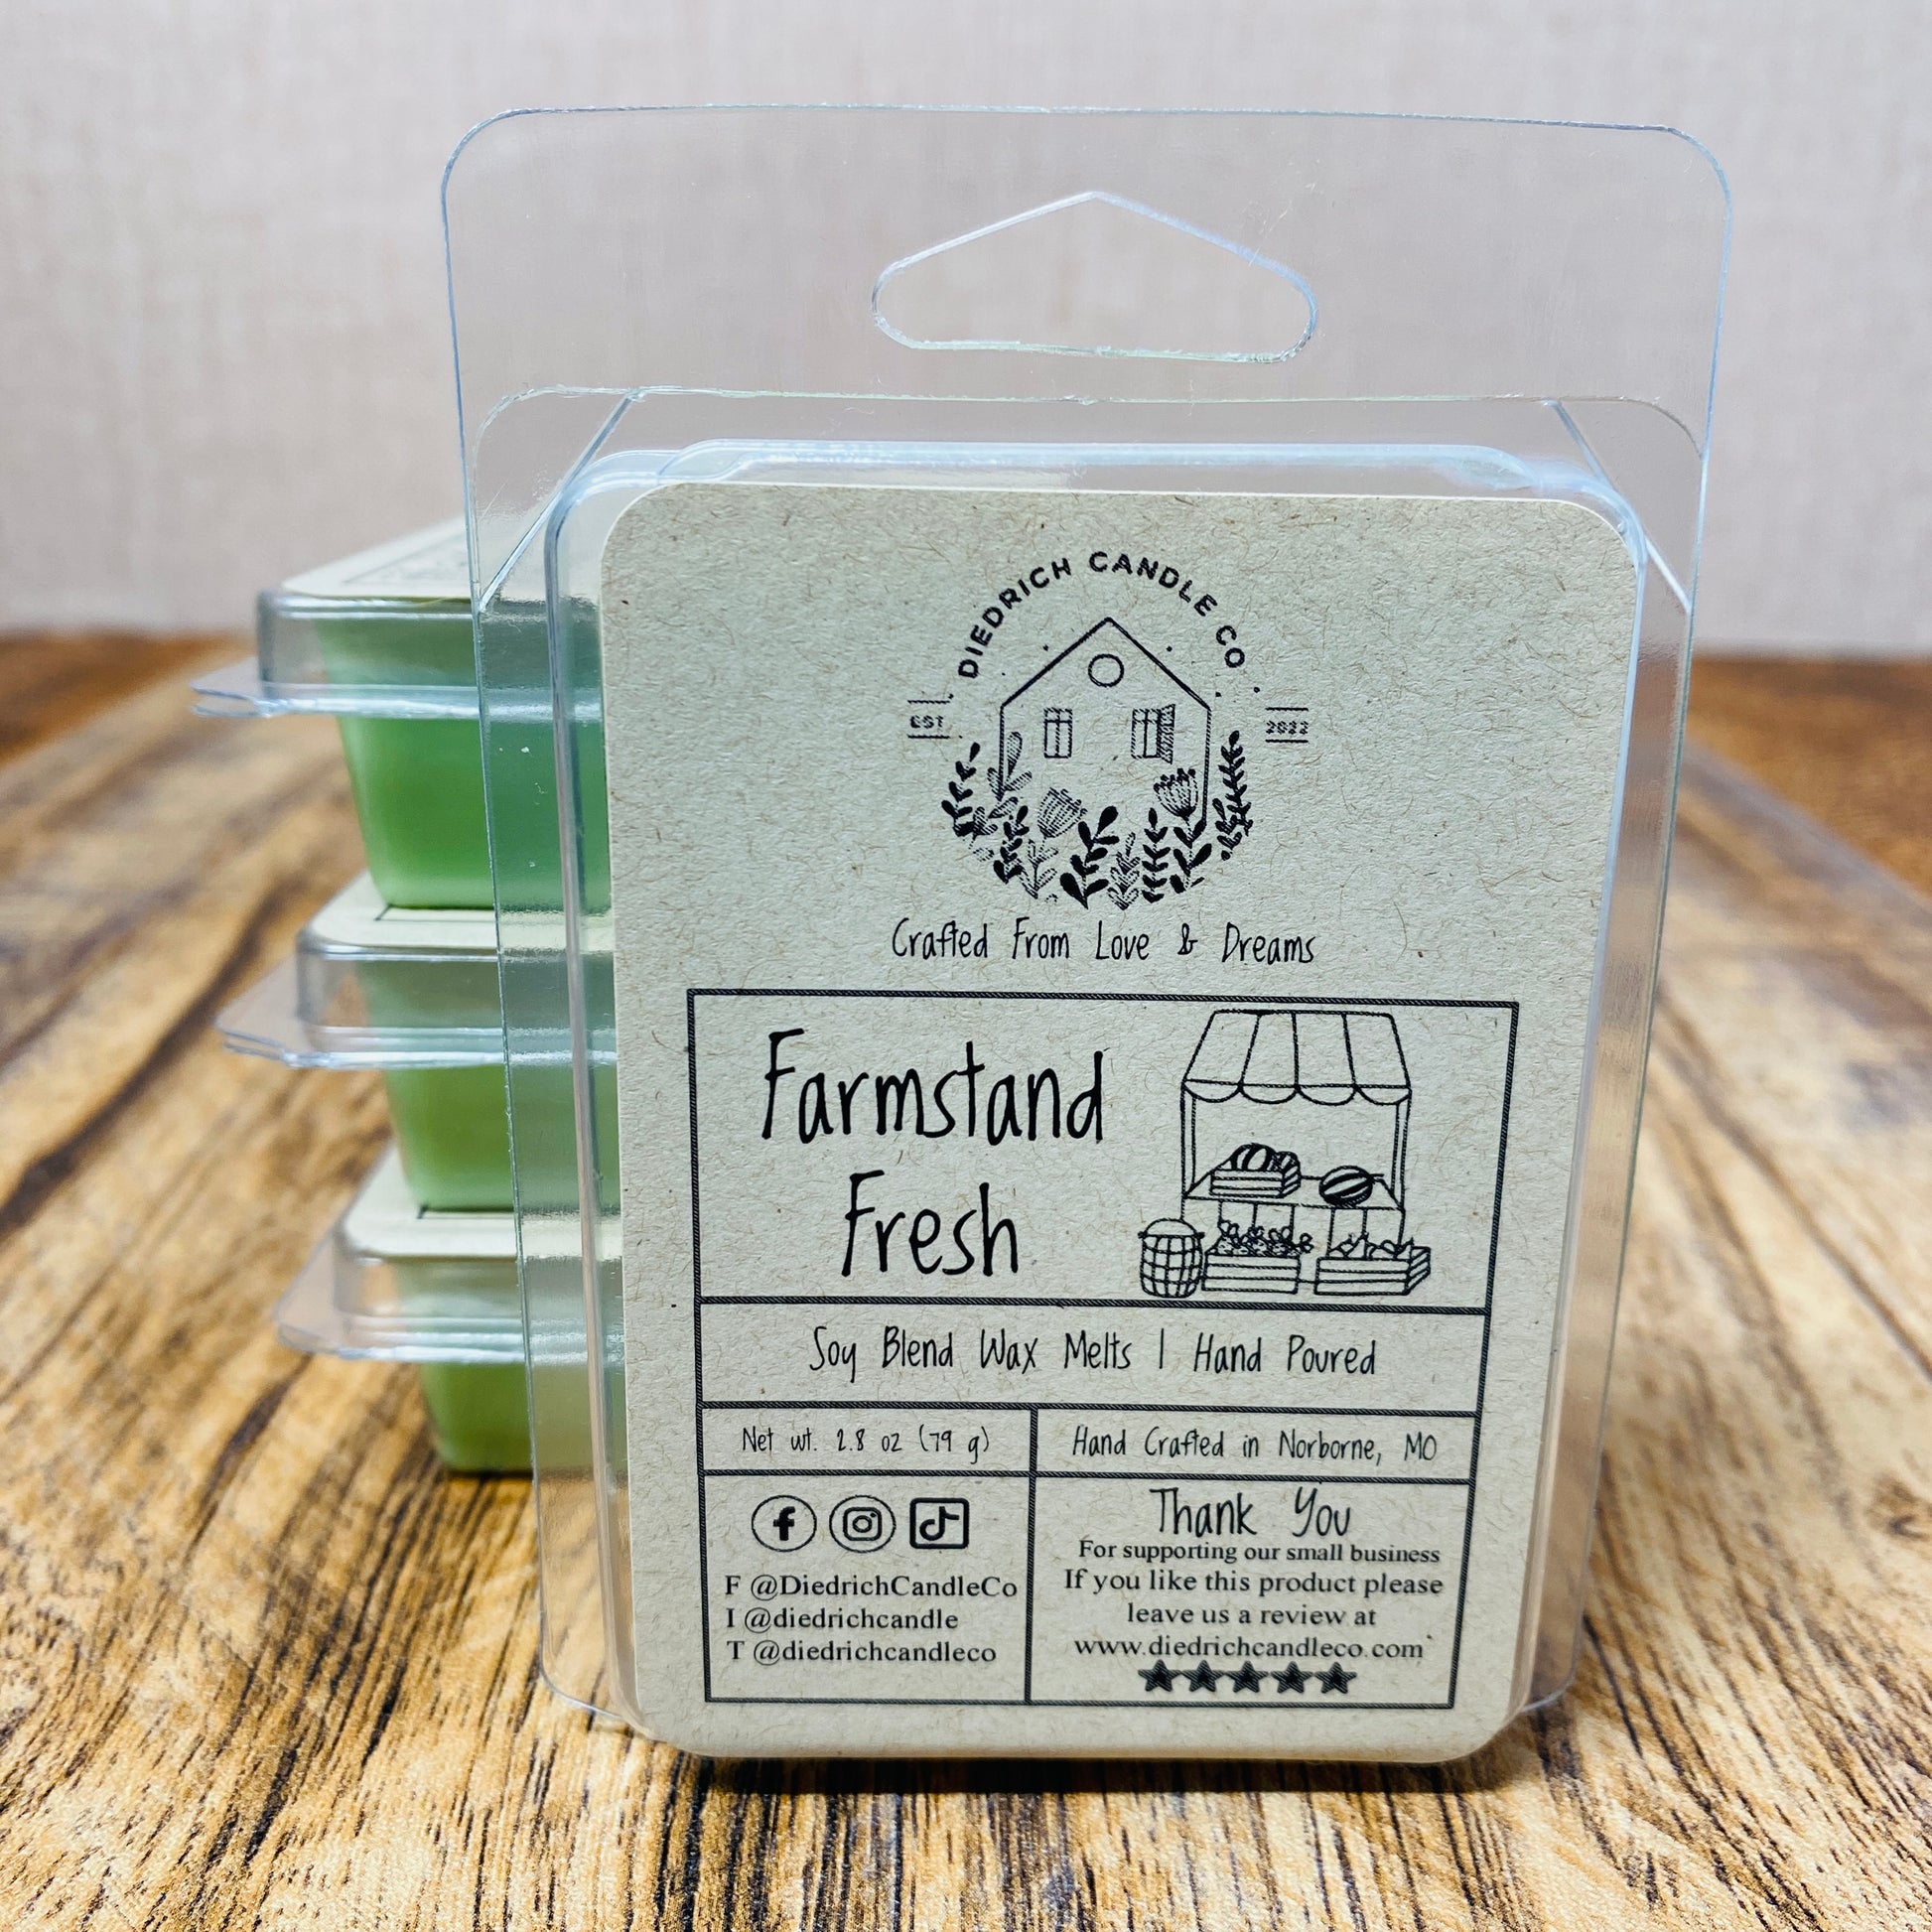 DIEDRICH CANDLE CO
EST 2022
Crafted From Love & Dreams
Farmstand
Fresh
Soy Blend Wax Melts | Hand Poured
Net wt. 2.8 oz (79 g)
Hand Crafted in Norborne, MO
F @DiedrichCandleCo
I @diedrichcandle
T @diedrichcandleco
Thank You
For supporting our small business
If you like this product please
leave us a review at
www.diedrichcandleco.com